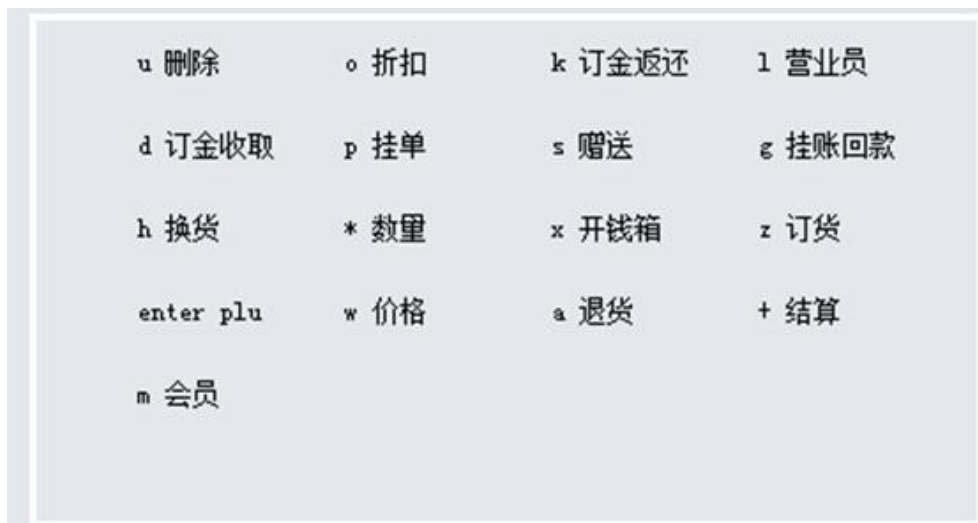 u 删除 o 折扣 k 订金返还 l 营业员
d 订金收取 p 挂单 s 赠送 g 挂账回款
h 换货 * 数量 x 开钱箱 z 订货
enter plu w 价格 a 退货 + 结算
m 会员